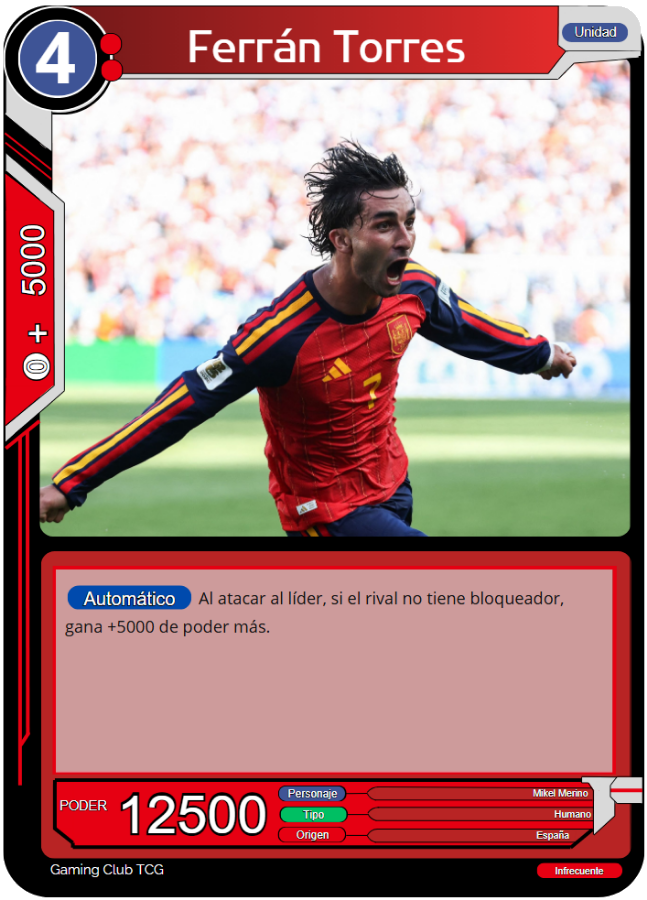 4
Ferrán Torres
Unidad
0 + 5000
7
Automático Al atacar al líder, si el rival no tiene bloqueador,
gana +5000 de poder más.
PODER 12500
Personaje Mikel Merino
Tipo Humano
Origen España
Gaming Club TCG
Infrecuente